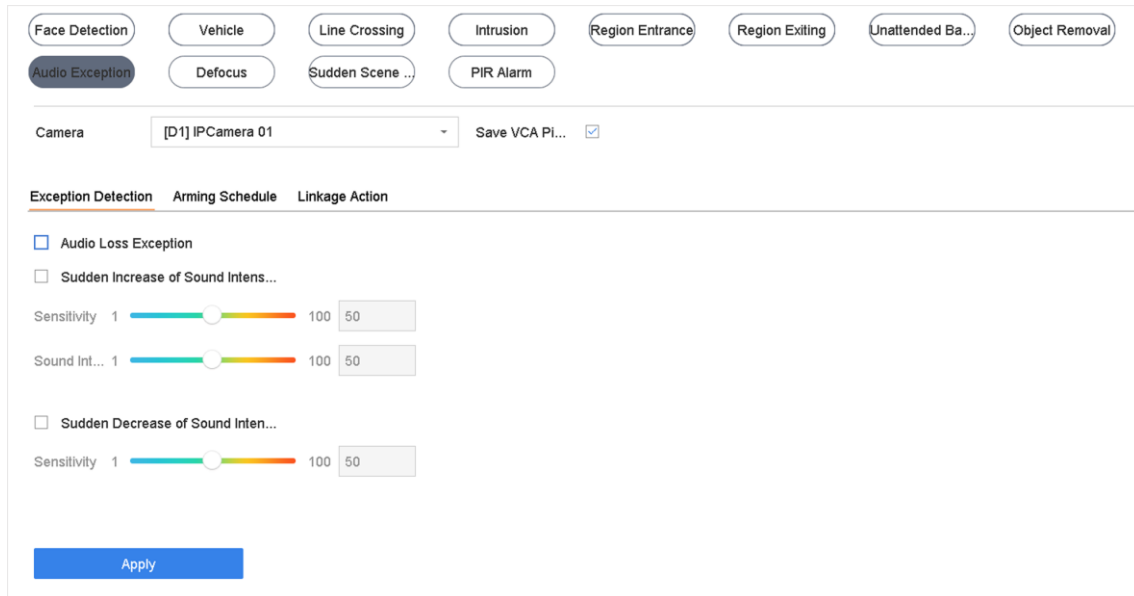 Face Detection Vehicle Line Crossing Intrusion Region Entrance Region Exiting Unattended Ba... Object Removal
Audio Exception Defocus Sudden Scene ... PIR Alarm
Camera [D1] IPCamera 01 Save VCA Pi...
Exception Detection Arming Schedule Linkage Action
Audio Loss Exception
Sudden Increase of Sound Intens...
Sensitivity 1 100 50
Sound Int... 1 100 50
Sudden Decrease of Sound Inten...
Sensitivity 1 100 50
Apply